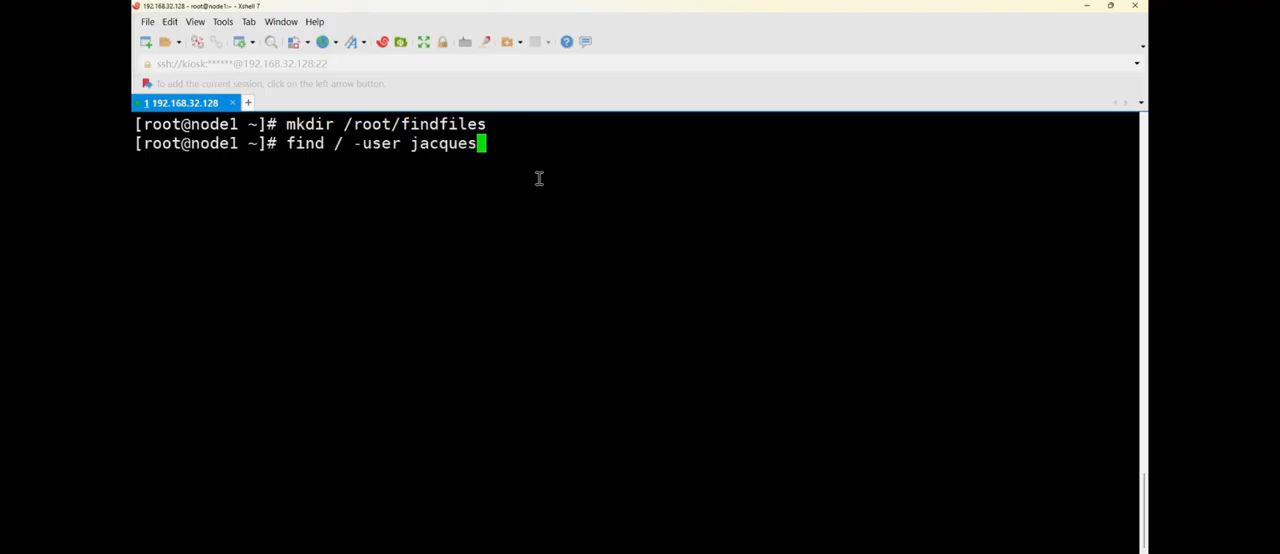 192.168.32.128 - root@node1:~ - Xshell 7
File Edit View Tools Tab Window Help
ssh://kiosk:******@192.168.32.128:22
To add the current session, click on the left arrow button.
1 192.168.32.128 × +
[root@node1 ~]# mkdir /root/findfiles
[root@node1 ~]# find / -user jacques